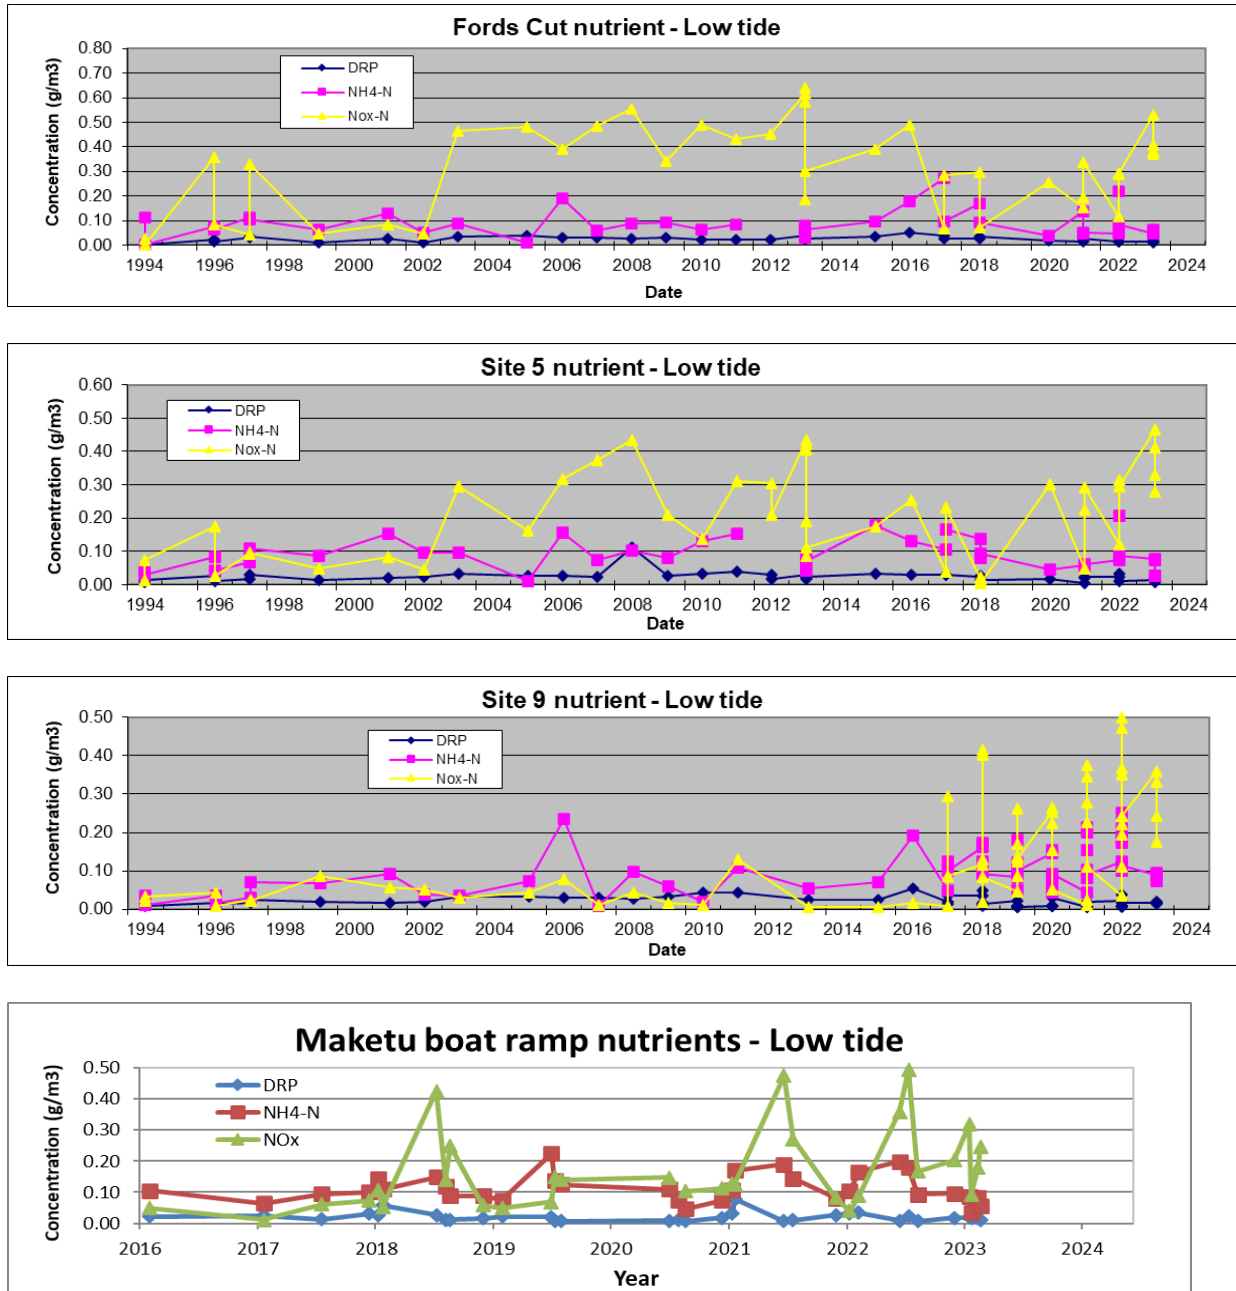 Fords Cut nutrient - Low tide
Concentration (g/m3)
0.80
0.70
0.60
0.50
0.40
0.30
0.20
0.10
0.00
DRP
NH4-N
Nox-N
1994 1996 1998 2000 2002 2004 2006 2008 2010 2012 2014 2016 2018 2020 2022 2024
Date
Site 5 nutrient - Low tide
Concentration (g/m3)
0.60
0.50
0.40
0.30
0.20
0.10
0.00
DRP
NH4-N
Nox-N
1994 1996 1998 2000 2002 2004 2006 2008 2010 2012 2014 2016 2018 2020 2022 2024
Date
Site 9 nutrient - Low tide
Concentration (g/m3)
0.50
0.40
0.30
0.20
0.10
0.00
DRP
NH4-N
Nox-N
1994 1996 1998 2000 2002 2004 2006 2008 2010 2012 2014 2016 2018 2020 2022 2024
Date
Maketu boat ramp nutrients - Low tide
Concentration (g/m3)
0.50
0.40
0.30
0.20
0.10
0.00
DRP
NH4-N
NOx
2016 2017 2018 2019 2020 2021 2022 2023 2024
Year